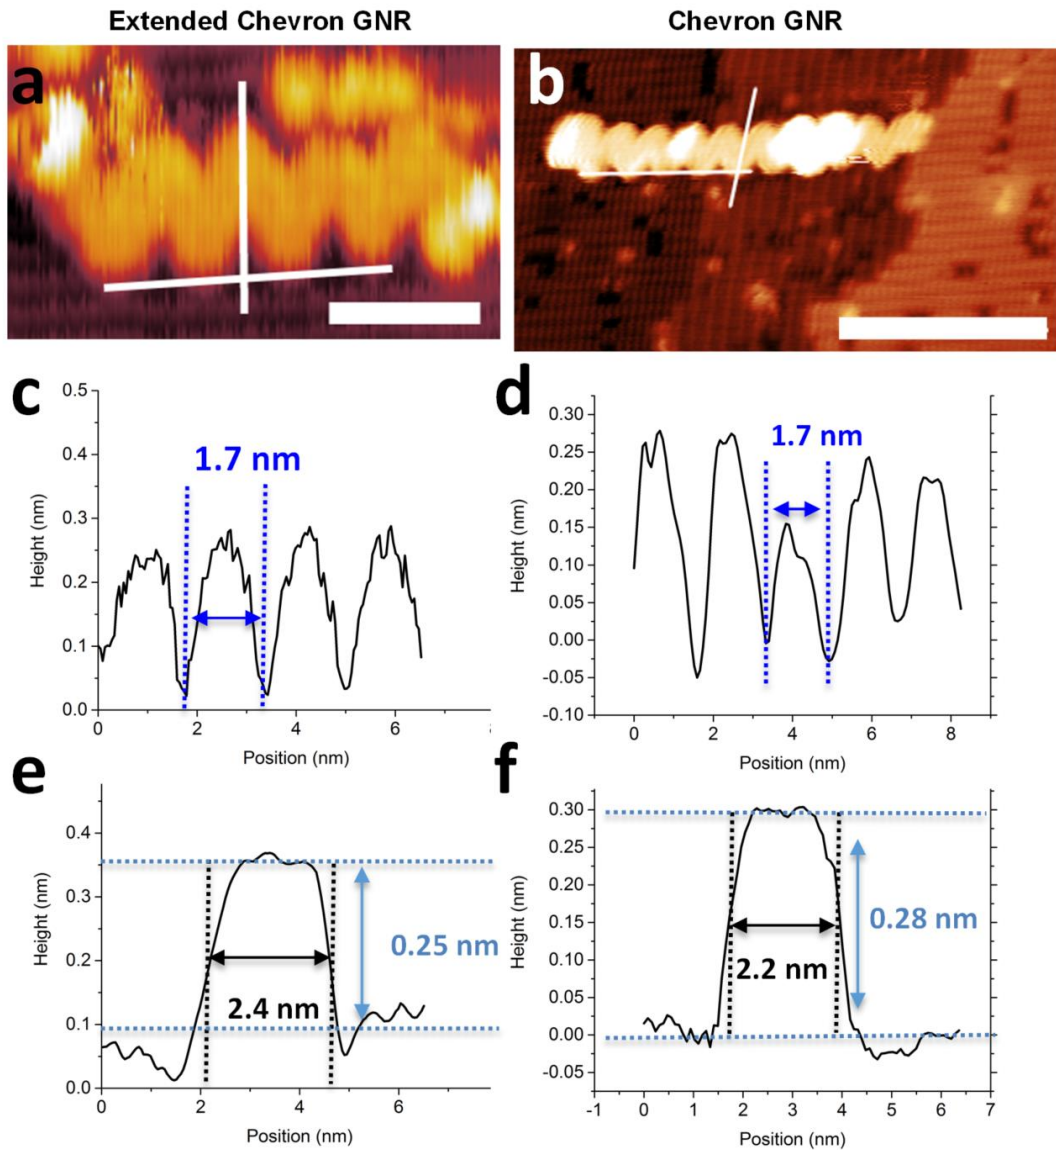 Extended Chevron GNR
Chevron GNR
a
b
c
0.5
0.4
0.3
0.2
0.1
0.0
Height (nm)
1.7 nm
0 2 4 6
Position (nm)
d
0.30
0.25
0.20
0.15
0.10
0.05
0.00
-0.05
-0.10
Height (nm)
1.7 nm
0 2 4 6 8
Position (nm)
e
0.4
0.3
0.2
0.1
0.0
Height (nm)
0.25 nm
2.4 nm
0 2 4 6
Position (nm)
f
0.30
0.25
0.20
0.15
0.10
0.05
0.00
-0.05
Height (nm)
0.28 nm
2.2 nm
-1 0 1 2 3 4 5 6 7
Position (nm)